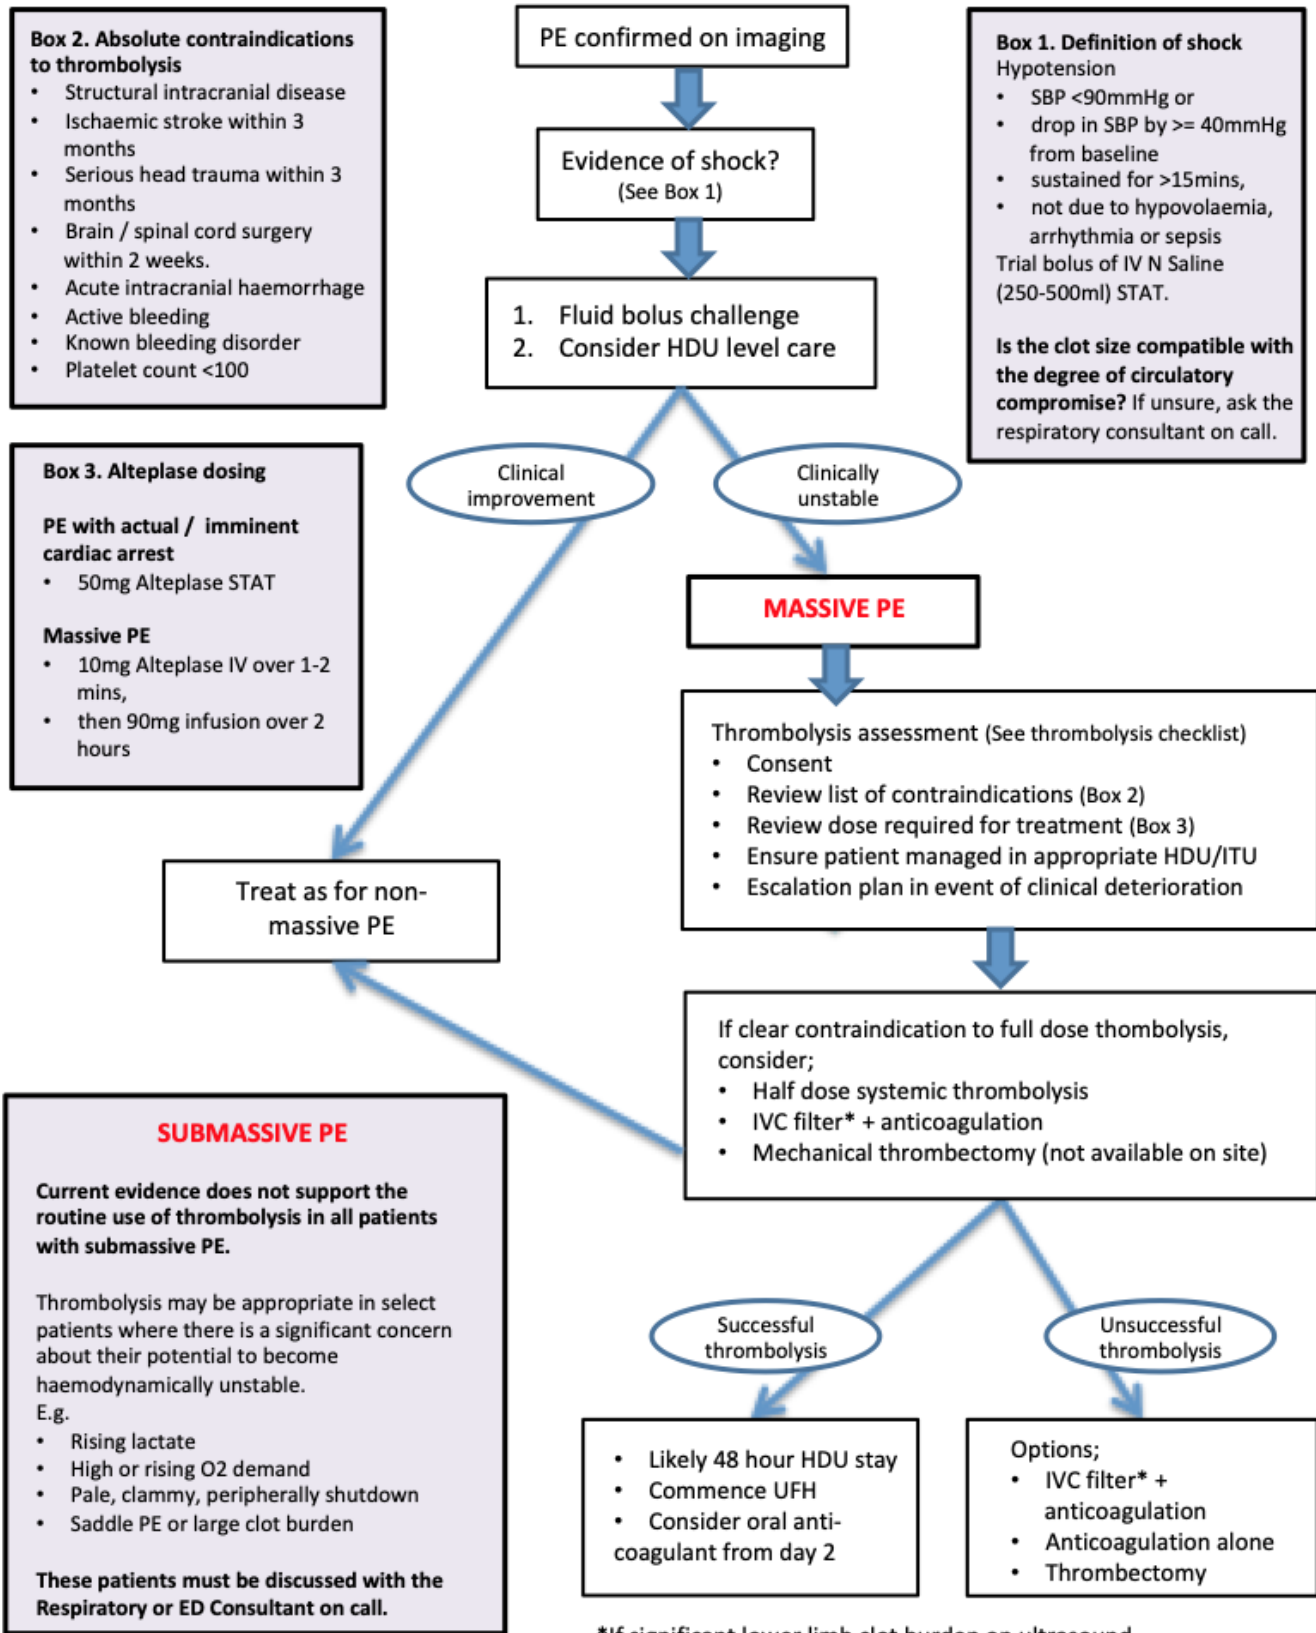 Box 2. Absolute contraindications
to thrombolysis
• Structural intracranial disease
• Ischaemic stroke within 3
months
• Serious head trauma within 3
months
• Brain / spinal cord surgery
within 2 weeks.
• Acute intracranial haemorrhage
• Active bleeding
• Known bleeding disorder
• Platelet count <100
PE confirmed on imaging
Evidence of shock?
(See Box 1)
1. Fluid bolus challenge
2. Consider HDU level care
Box 1. Definition of shock
Hypotension
• SBP <90mmHg or
• drop in SBP by >= 40mmHg
from baseline
• sustained for >15mins,
• not due to hypovolaemia,
arrhythmia or sepsis
Trial bolus of IV N Saline
(250-500ml) STAT.
Is the clot size compatible with
the degree of circulatory
compromise? If unsure, ask the
respiratory consultant on call.
Box 3. Alteplase dosing
PE with actual / imminent
cardiac arrest
• 50mg Alteplase STAT
Massive PE
• 10mg Alteplase IV over 1-2
mins,
• then 90mg infusion over 2
hours
Clinical
improvement
Clinically
unstable
MASSIVE PE
Thrombolysis assessment (See thrombolysis checklist)
• Consent
• Review list of contraindications (Box 2)
• Review dose required for treatment (Box 3)
• Ensure patient managed in appropriate HDU/ITU
• Escalation plan in event of clinical deterioration
Treat as for non-
massive PE
If clear contraindication to full dose thombolysis,
consider;
• Half dose systemic thrombolysis
• IVC filter* + anticoagulation
• Mechanical thrombectomy (not available on site)
SUBMASSIVE PE
Current evidence does not support the
routine use of thrombolysis in all patients
with submassive PE.
Thrombolysis may be appropriate in select
patients where there is a significant concern
about their potential to become
haemodynamically unstable.
E.g.
• Rising lactate
• High or rising O2 demand
• Pale, clammy, peripherally shutdown
• Saddle PE or large clot burden
These patients must be discussed with the
Respiratory or ED Consultant on call.
Successful
thrombolysis
Unsuccessful
thrombolysis
• Likely 48 hour HDU stay
• Commence UFH
• Consider oral anti-
coagulant from day 2
Options;
• IVC filter* +
anticoagulation
• Anticoagulation alone
• Thrombectomy
*If significant lower limb clot burden on ultrasound